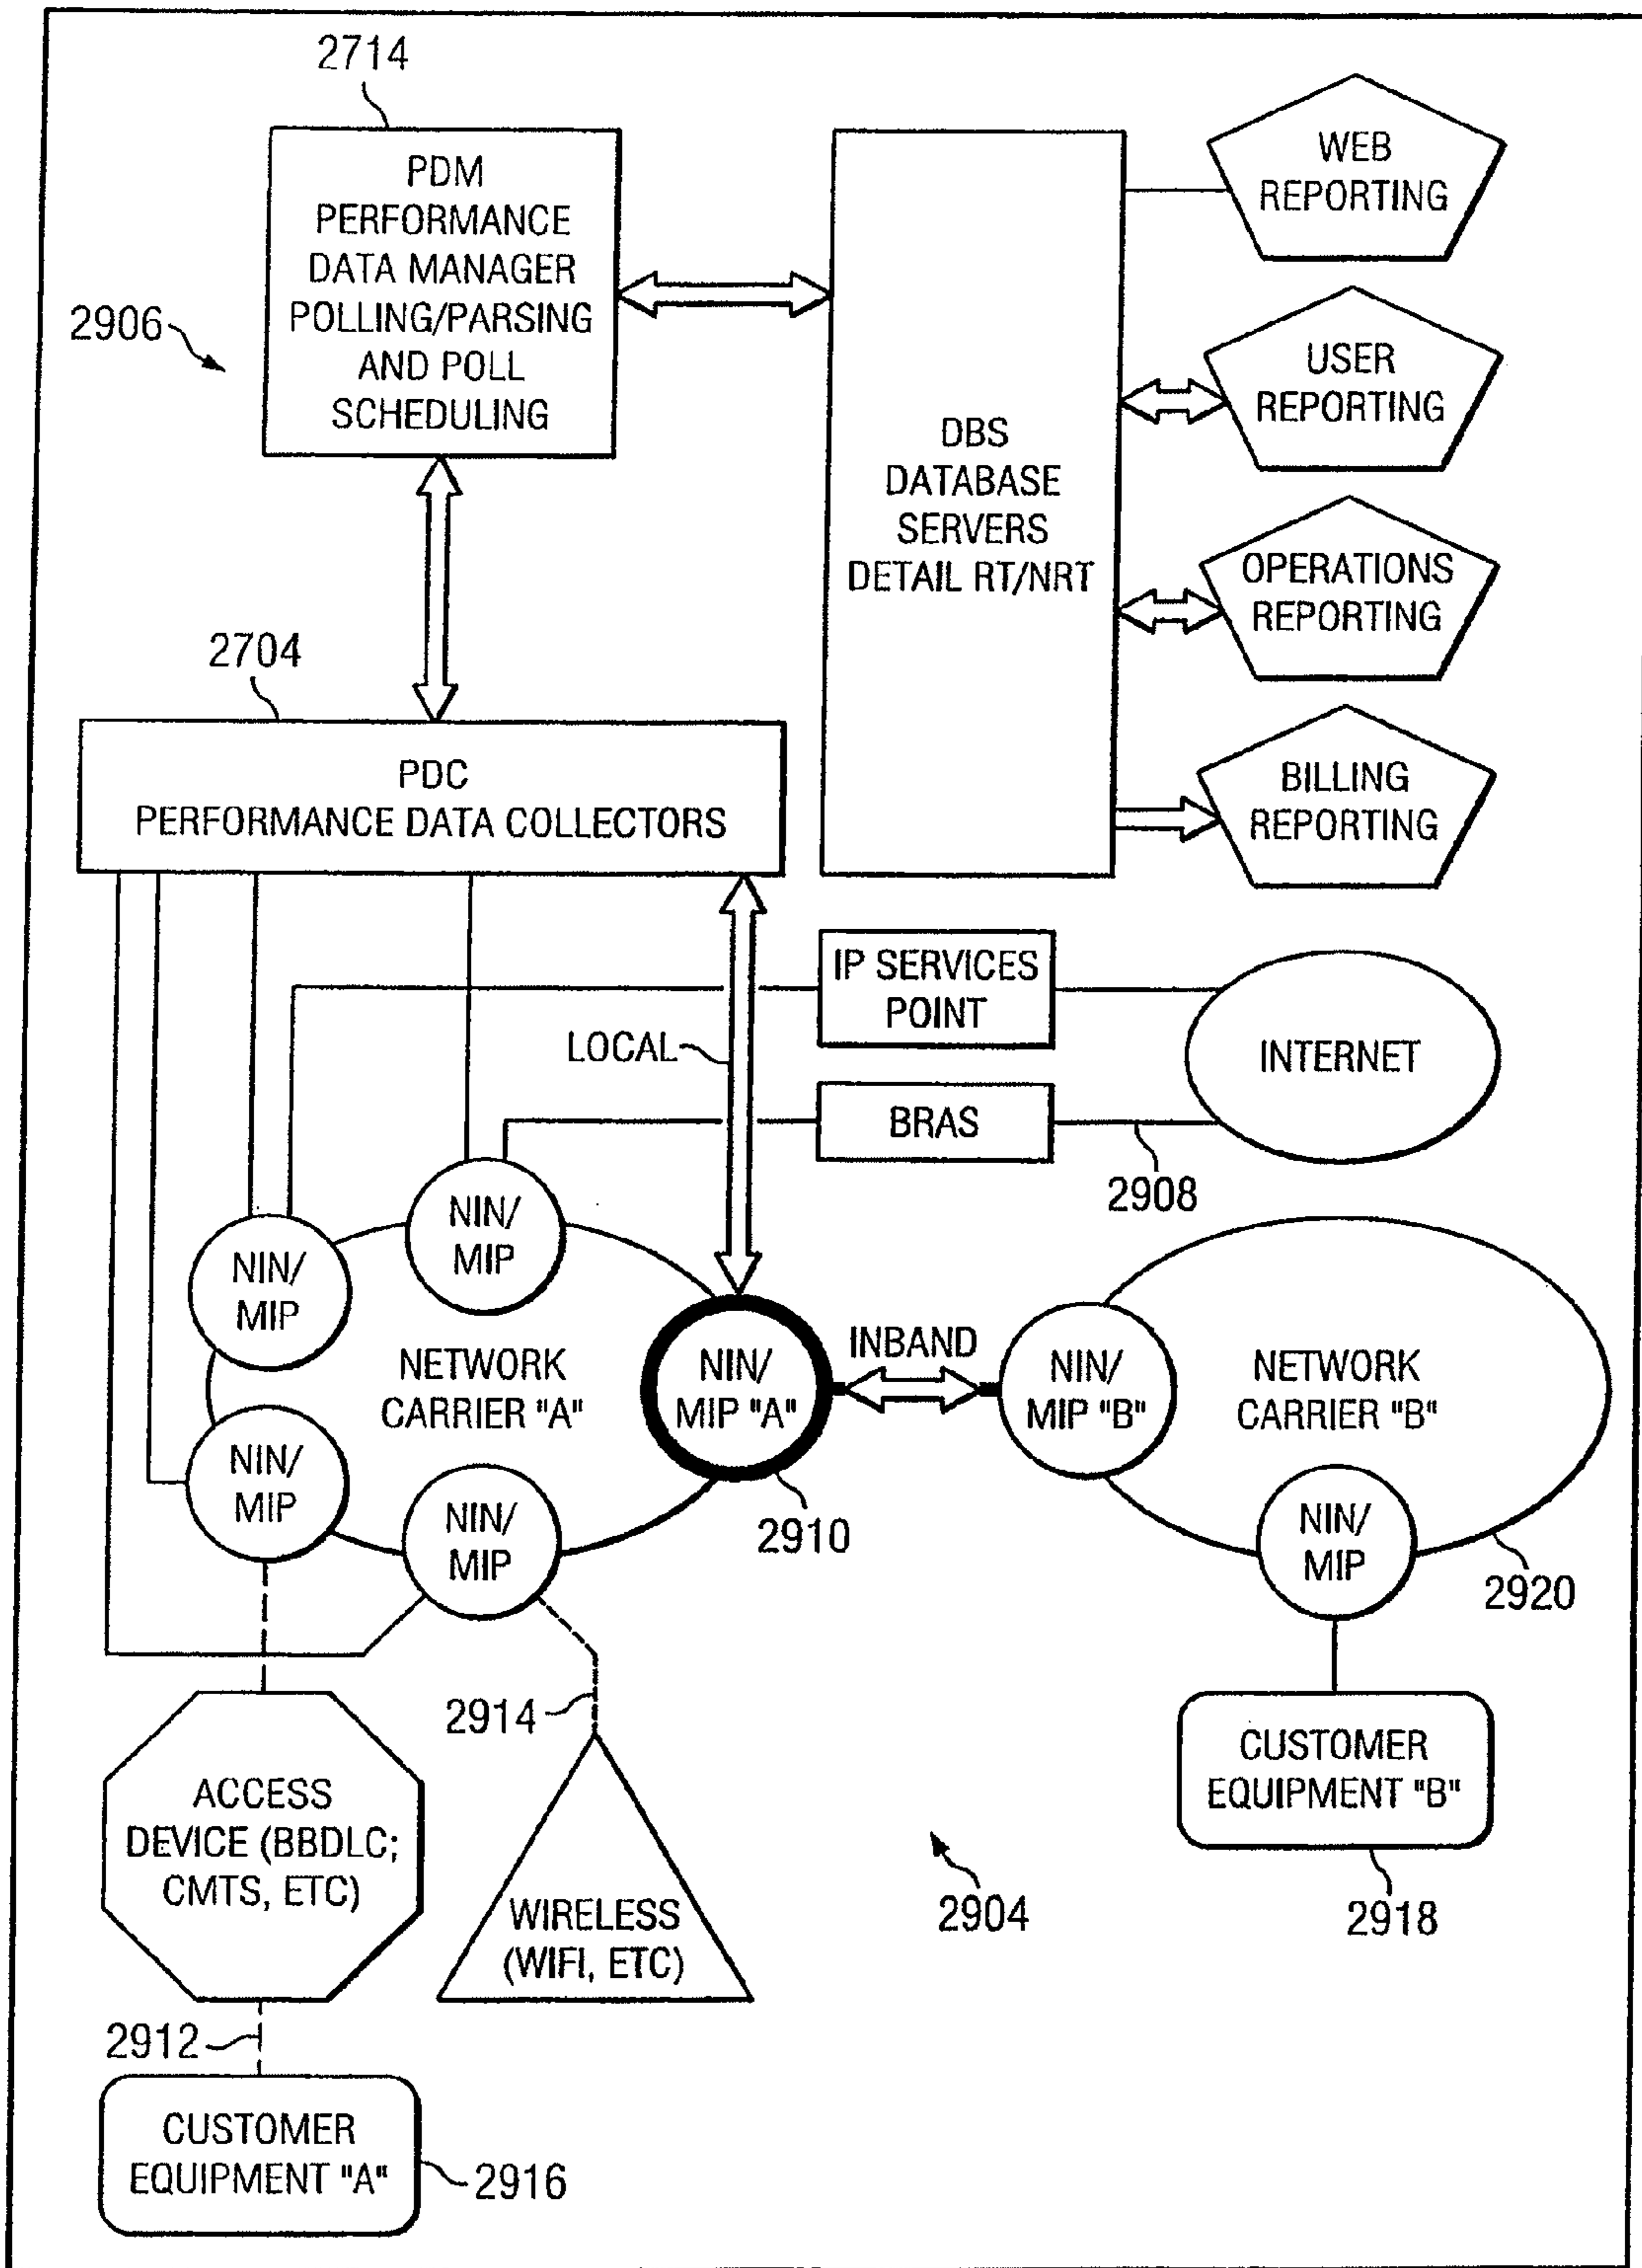 2714
PDM
PERFORMANCE
DATA MANAGER
POLLING/PARSING
AND POLL
SCHEDULING
2906
DBS
DATABASE
SERVERS
DETAIL RT/NRT
WEB
REPORTING
USER
REPORTING
OPERATIONS
REPORTING
BILLING
REPORTING
2704
PDC
PERFORMANCE DATA COLLECTORS
IP SERVICES
POINT
LOCAL
INTERNET
BRAS
2908
NIN/
MIP
NIN/
MIP
NETWORK
CARRIER "A"
NIN/
MIP "A"
INBAND
NIN/
MIP "B"
NETWORK
CARRIER "B"
NIN/
MIP
NIN/
MIP
2910
NIN/
MIP
2920
2914
ACCESS
DEVICE (BBDLC;
CMTS, ETC)
WIRELESS
(WIFI, ETC)
2904
CUSTOMER
EQUIPMENT "B"
2918
2912
CUSTOMER
EQUIPMENT "A"
2916